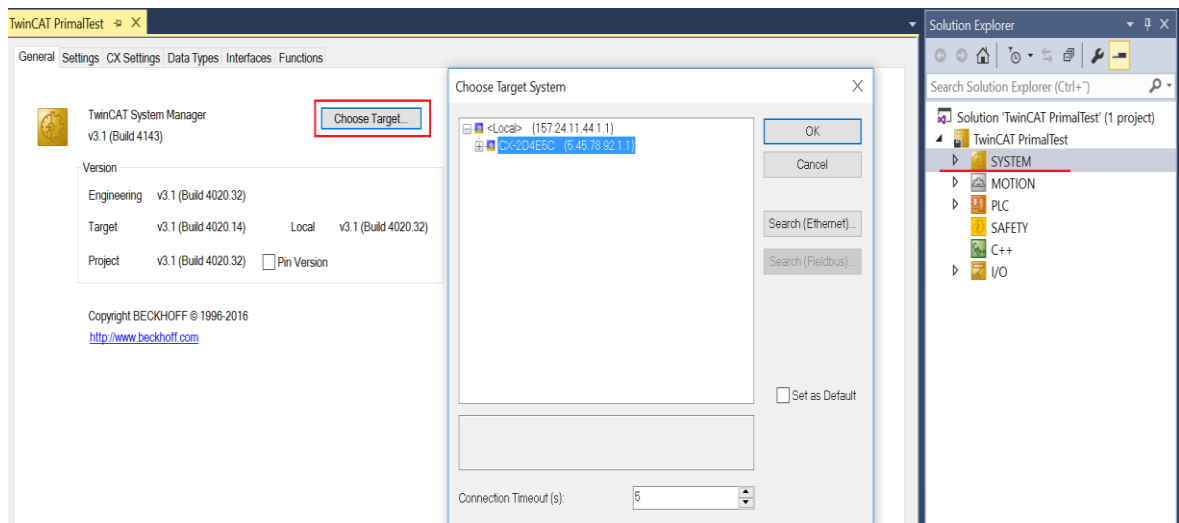 TwinCAT PrimalTest
General Settings CX Settings Data Types Interfaces Functions
TwinCAT System Manager
v3.1 (Build 4143)
Choose Target...
Version
Engineering v3.1 (Build 4020.32)
Target v3.1 (Build 4020.14) Local v3.1 (Build 4020.32)
Project v3.1 (Build 4020.32) Pin Version
Copyright BECKHOFF © 1996-2016
http://www.beckhoff.com
Choose Target System
<Local> (157.24.11.44.1.1)
CX-2D4E5C (5.45.78.92.1.1)
OK
Cancel
Search (Ethernet)...
Search (Fieldbus)...
Set as Default
Connection Timeout (s): 5
Solution Explorer
Search Solution Explorer (Ctrl+¨)
Solution 'TwinCAT PrimalTest' (1 project)
TwinCAT PrimalTest
SYSTEM
MOTION
PLC
SAFETY
C++
I/O